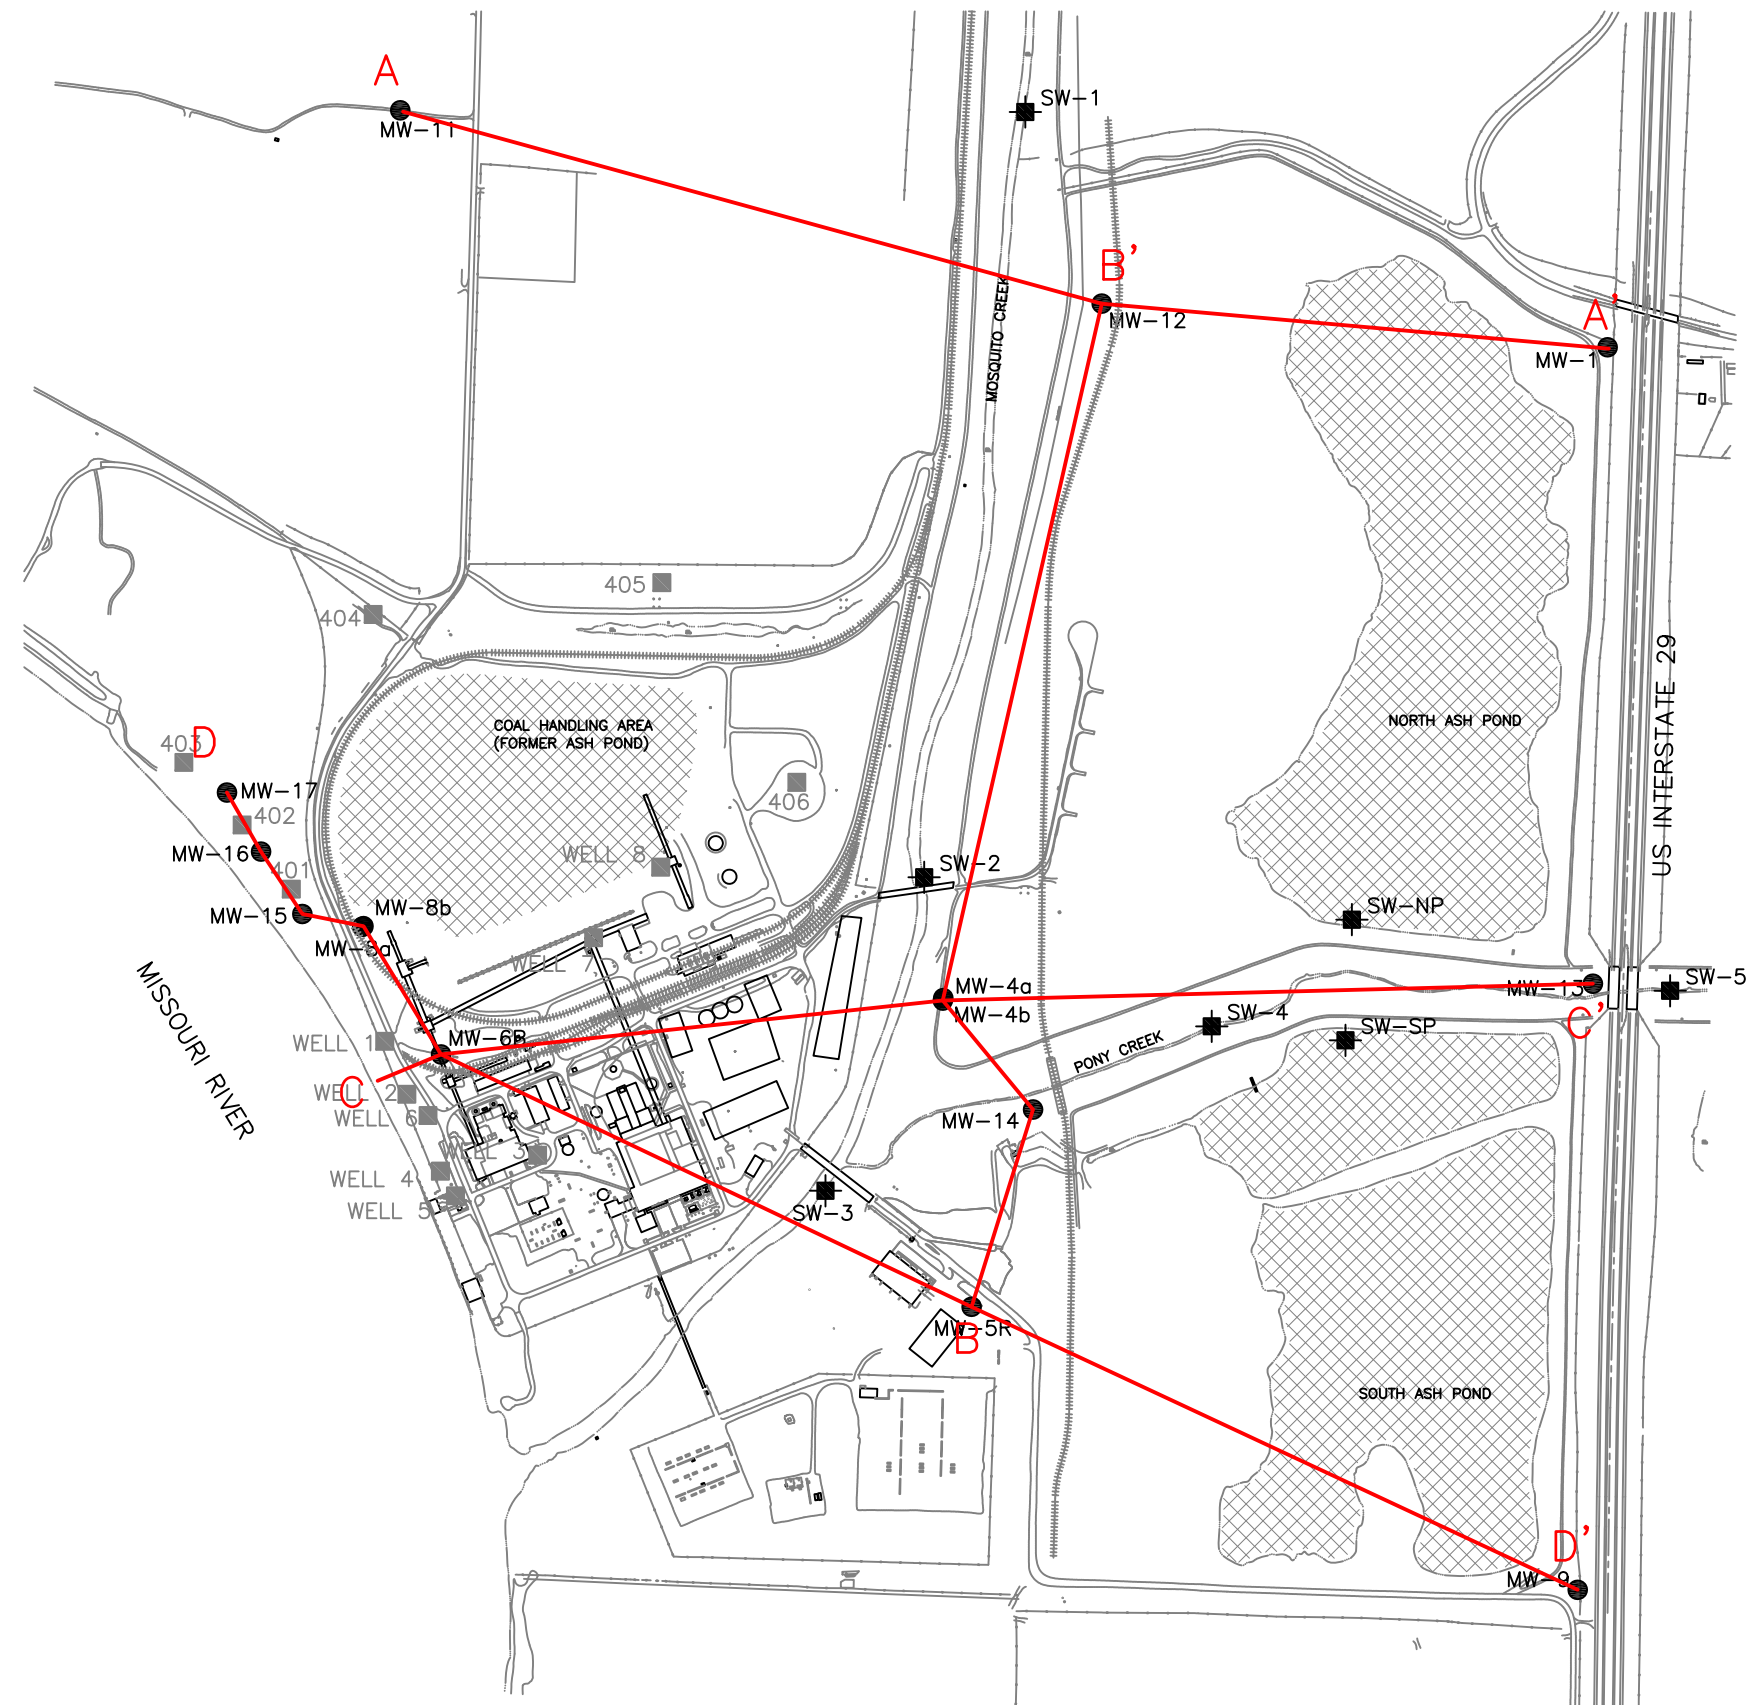 A
MW-11
SW-1
B'
MW-12
MOSQUITO CREEK
A'
MW-1
405
404
US INTERSTATE 29
COAL HANDLING AREA
(FORMER ASH POND)
NORTH ASH POND
403
D
MW-17
402
406
MW-16
WELL 8
401
SW-2
MW-15
MW-8b
SW-NP
MW-8a
WELL 7
MISSOURI RIVER
MW-4a
MW-4b
MW-13
SW-5
C'
SW-4
SW-SP
WELL 1
MW-6R
PONY CREEK
C
WELL 2
WELL 6
MW-14
WELL 3
WELL 4
WELL 5
SW-3
MW-5R
B
SOUTH ASH POND
D'
MW-9